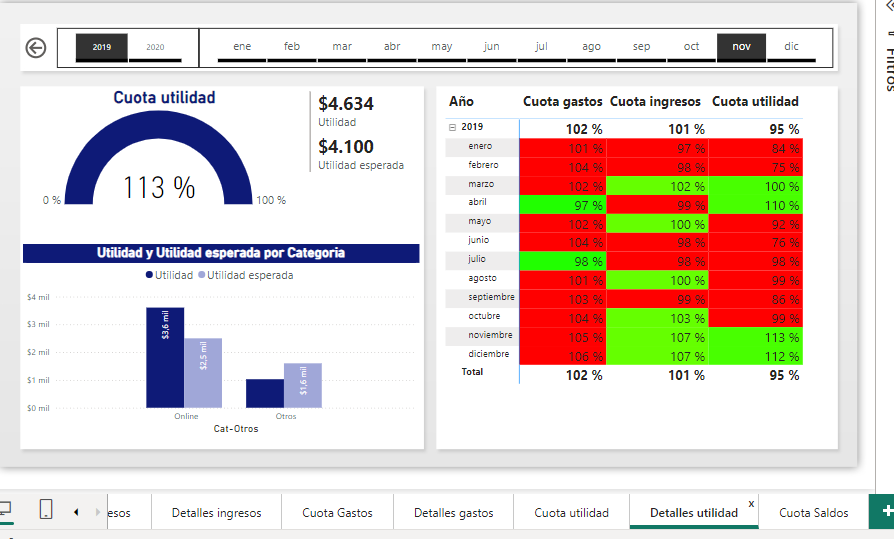 2019 2020 ene feb mar abr may jun jul ago sep oct nov dic
Filtros
Cuota utilidad
0 % 113 % 100 %
$4.634
Utilidad
$4.100
Utilidad esperada
Utilidad y Utilidad esperada por Categoria
Utilidad Utilidad esperada
$4 mil
$3 mil
$2 mil
$1 mil
$0 mil
$3,6 mil
$2,5 mil
$1,6 mil
Online Otros
Cat-Otros
Año Cuota gastos Cuota ingresos Cuota utilidad
2019 102 % 101 % 95 %
enero 101 % 97 % 84 %
febrero 104 % 98 % 75 %
marzo 102 % 102 % 100 %
abril 97 % 99 % 110 %
mayo 102 % 100 % 92 %
junio 104 % 98 % 76 %
julio 98 % 98 % 98 %
agosto 101 % 100 % 99 %
septiembre 103 % 99 % 86 %
octubre 104 % 103 % 99 %
noviembre 105 % 107 % 113 %
diciembre 106 % 107 % 112 %
Total 102 % 101 % 95 %
esos Detalles ingresos Cuota Gastos Detalles gastos Cuota utilidad Detalles utilidad x Cuota Saldos +